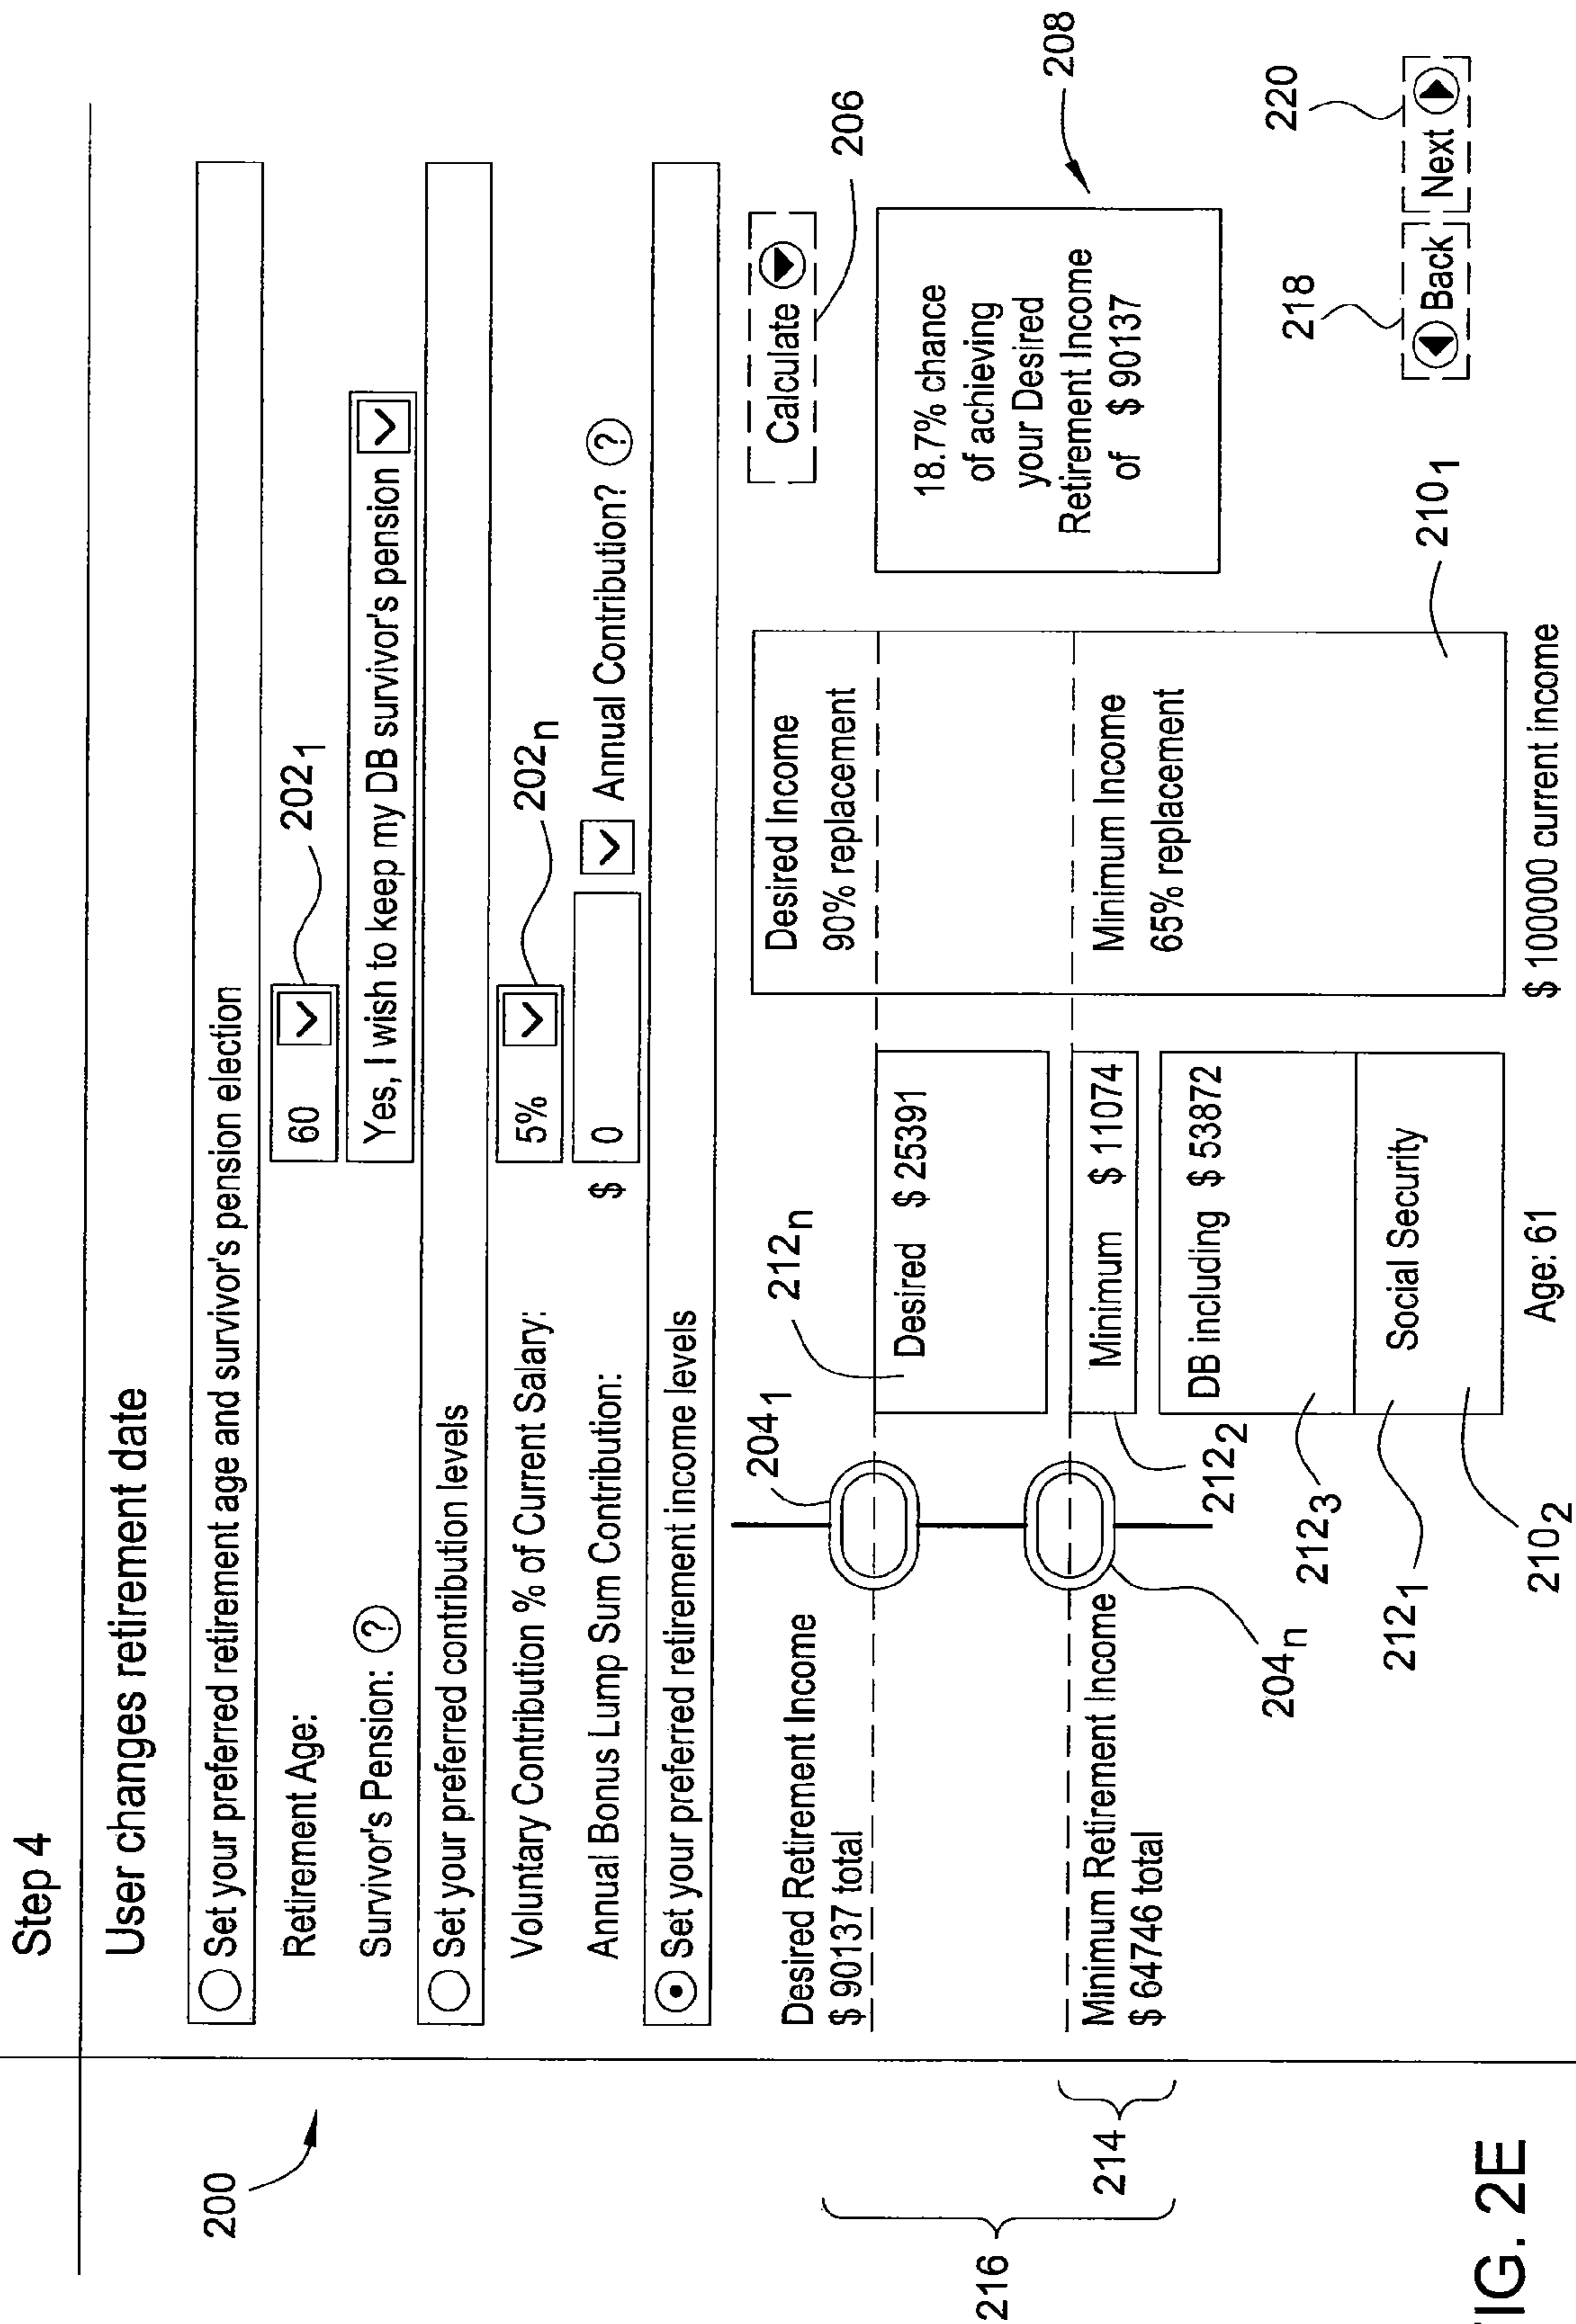 Step 4
User changes retirement date
200
Set your preferred retirement age and survivor's pension election
Retirement Age:
60
202₁
Survivor's Pension: ?
Yes, I wish to keep my DB survivor's pension
Set your preferred contribution levels
Voluntary Contribution % of Current Salary:
5%
202ₙ
Annual Bonus Lump Sum Contribution:
$ 0
Annual Contribution? ?
Set your preferred retirement income levels
Calculate
206
Desired Retirement Income
$ 90137 total
204₁
212ₙ
Desired $ 25391
Desired Income
90% replacement
18.7% chance
of achieving
your Desired
Retirement Income
of $ 90137
208
216
214
Minimum Retirement Income
$ 64746 total
204ₙ
212₂
Minimum $ 11074
Minimum Income
65% replacement
DB including $ 53872
212₃
Social Security
212₁
210₂
210₁
Age: 61
$ 100000 current income
218
Back
220
Next
IG. 2E